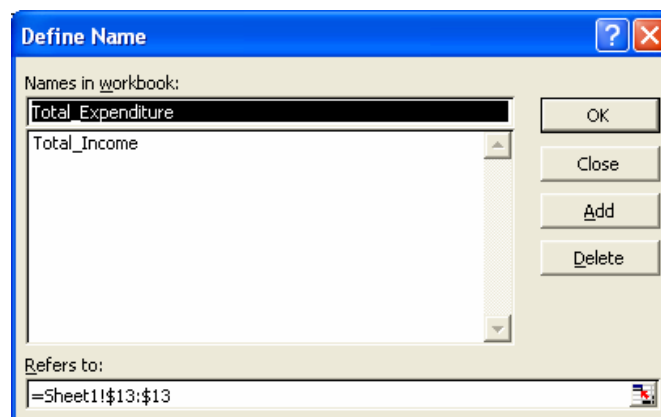 Define Name
Names in workbook:
Total_Expenditure
OK
Total_Income
Close
Add
Delete
Refers to:
=Sheet1!$13:$13